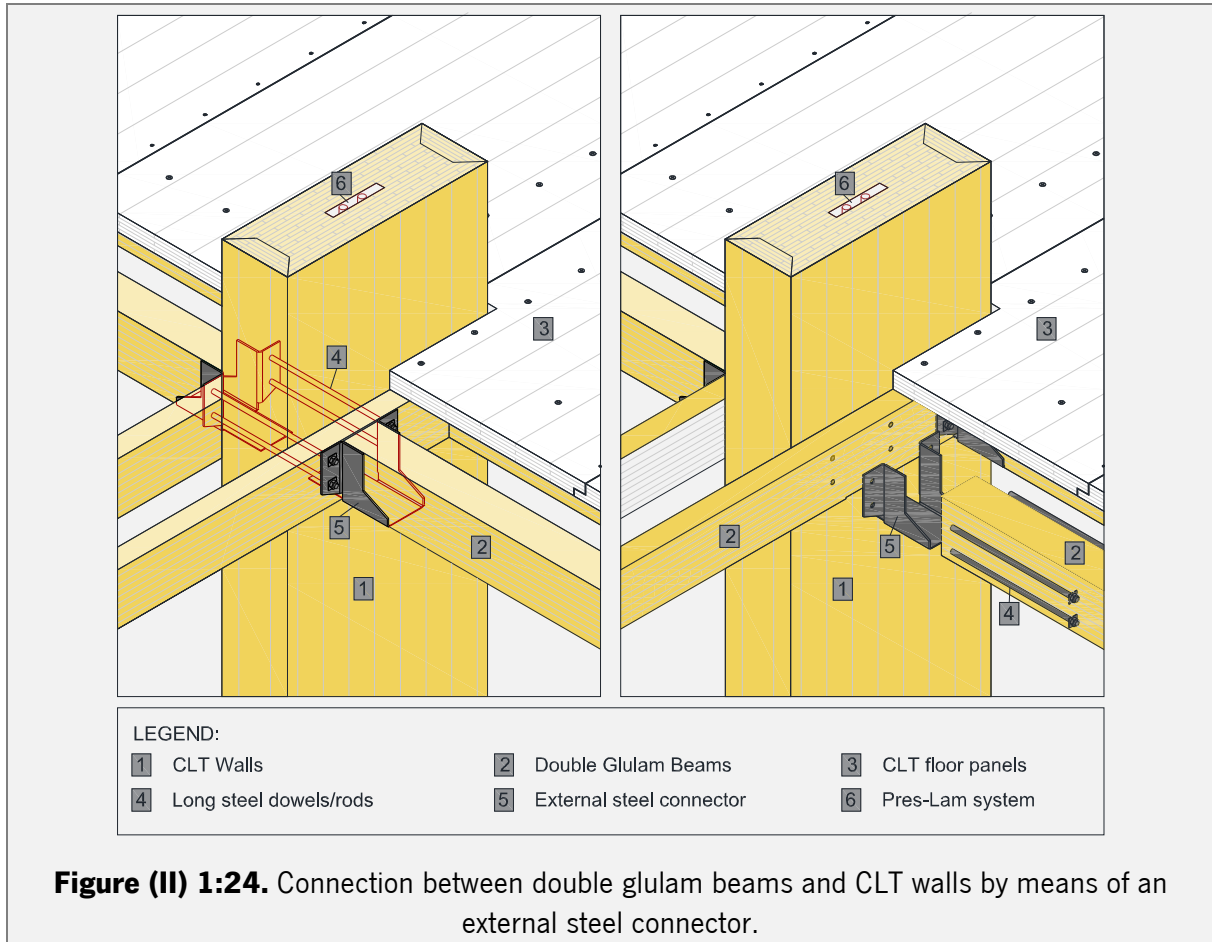 6
3
4
5
2
1
6
3
2
5
1
2
4
LEGEND:
1 CLT Walls
2 Double Glulam Beams
3 CLT floor panels
4 Long steel dowels/rods
5 External steel connector
6 Pres-Lam system
Figure (II) 1:24. Connection between double glulam beams and CLT walls by means of an
external steel connector.